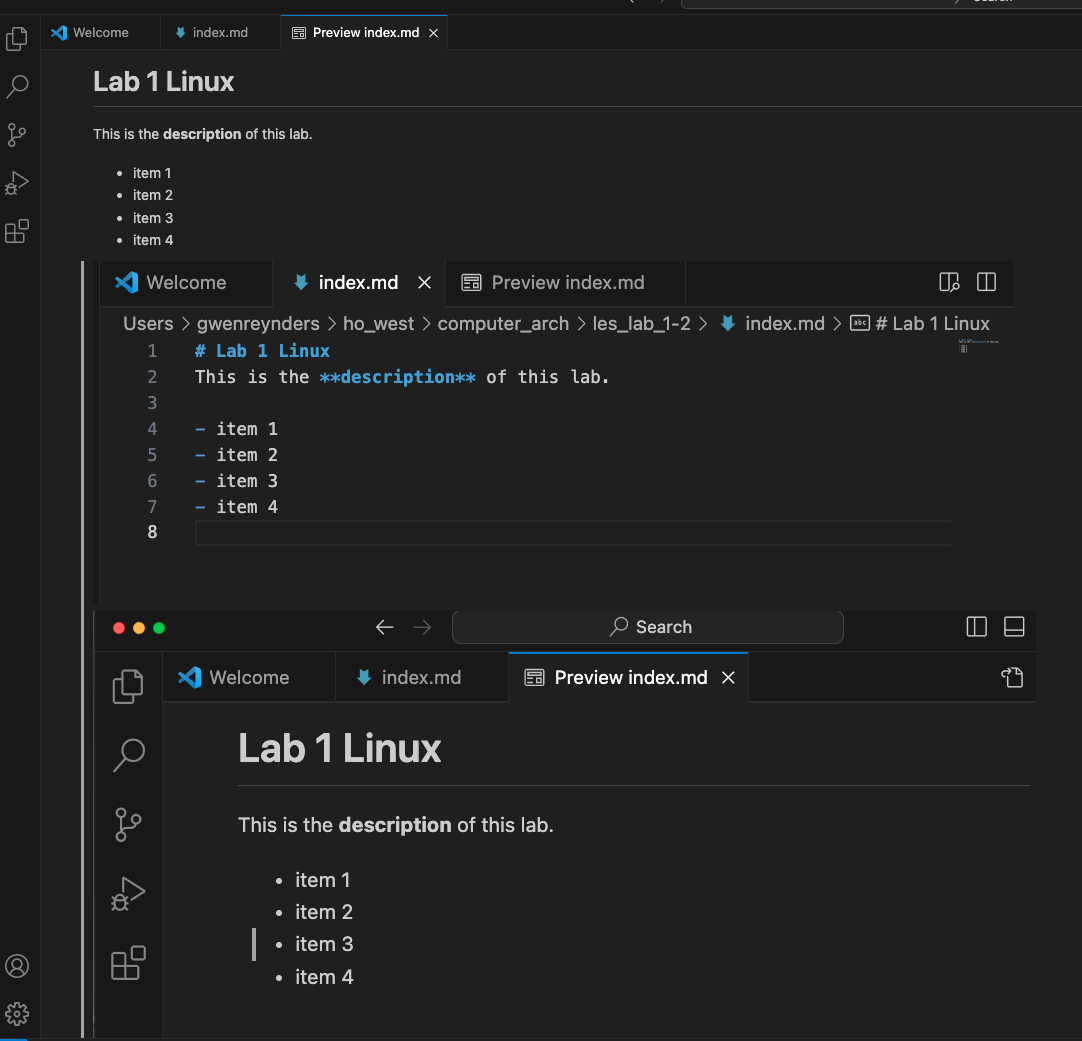 Welcome index.md Preview index.md
Lab 1 Linux
This is the description of this lab.
• item 1
• item 2
• item 3
• item 4
Welcome index.md Preview index.md
Users > gwenreynders > ho_west > computer_arch > les_lab_1-2 > index.md > abc # Lab 1 Linux
1 # Lab 1 Linux
2 This is the **description** of this lab.
3
4 - item 1
5 - item 2
6 - item 3
7 - item 4
8
Search
Welcome index.md Preview index.md
Lab 1 Linux
This is the description of this lab.
• item 1
• item 2
• item 3
• item 4